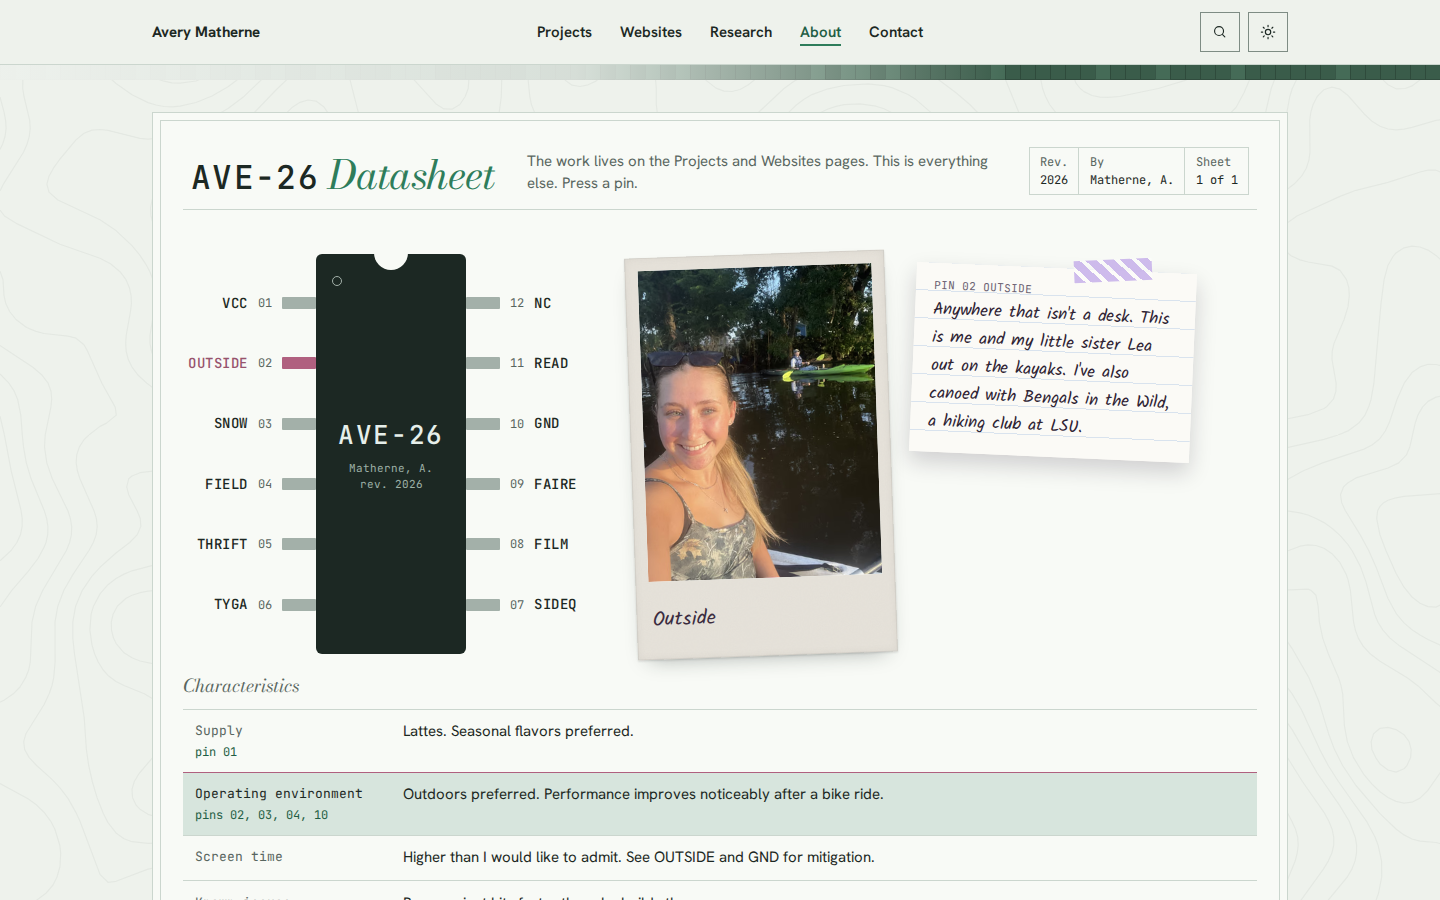 Avery Matherne
Projects
Websites
Research
About
Contact
AVE-26 Datasheet
The work lives on the Projects and Websites pages. This is everything
else. Press a pin.
Rev.
2026
By
Matherne, A.
Sheet
1 of 1
VCC 01
OUTSIDE 02
SNOW 03
FIELD 04
THRIFT 05
TYGA 06
AVE-26
Matherne, A.
rev. 2026
12 NC
11 READ
10 GND
09 FAIRE
08 FILM
07 SIDEQ
Outside
PIN 02 OUTSIDE
Anywhere that isn't a desk. This
is me and my little sister Lea
out on the kayaks. I've also
canoed with Bengals in the Wild,
a hiking club at LSU.
Characteristics
Supply
pin 01
Lattes. Seasonal flavors preferred.
Operating environment
pins 02, 03, 04, 10
Outdoors preferred. Performance improves noticeably after a bike ride.
Screen time
Higher than I would like to admit. See OUTSIDE and GND for mitigation.